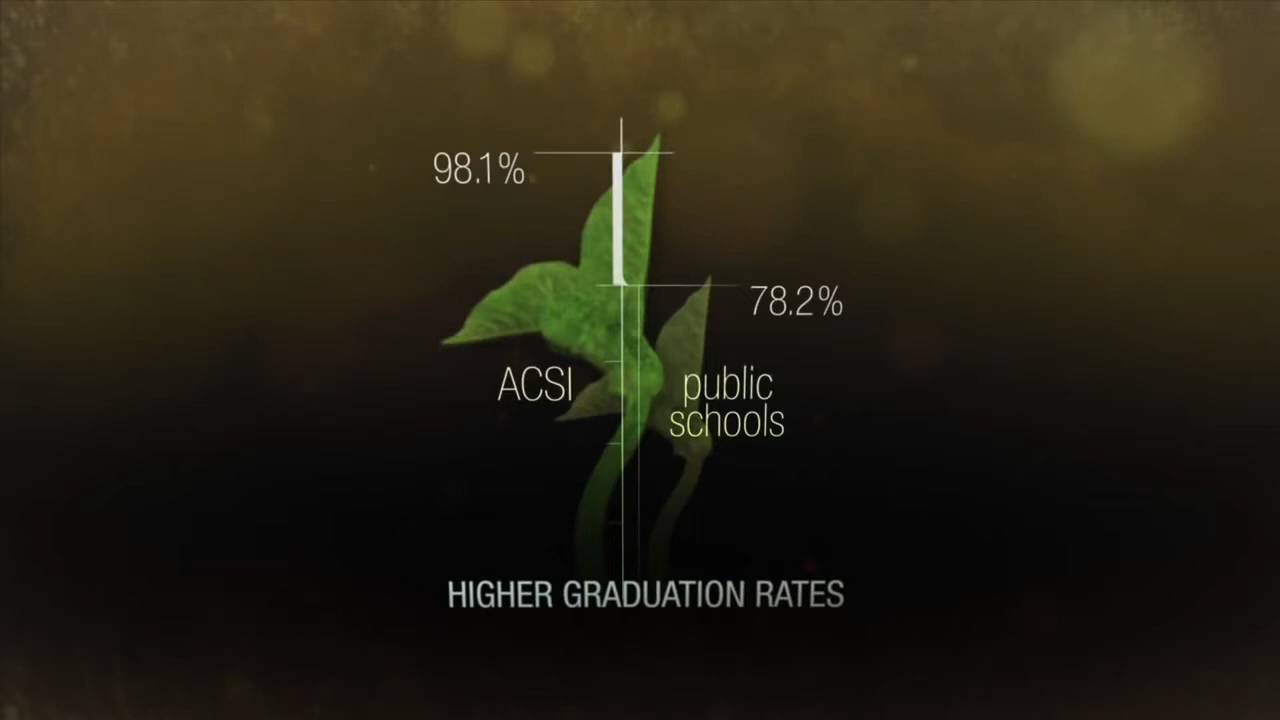 98.1%
78.2%
ACSI
public
schools
HIGHER GRADUATION RATES